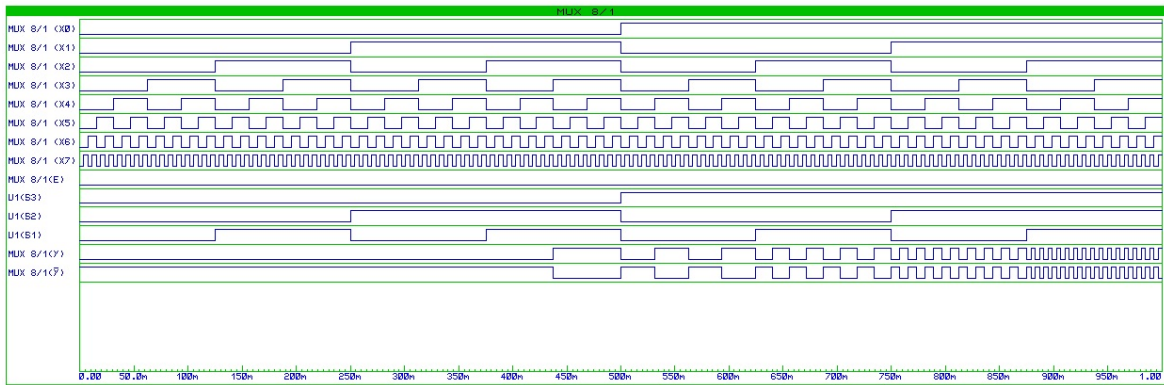 MUX 8/1
MUX 8/1 (X0)
MUX 8/1 (X1)
MUX 8/1 (X2)
MUX 8/1 (X3)
MUX 8/1 (X4)
MUX 8/1 (X5)
MUX 8/1 (X6)
MUX 8/1 (X7)
MUX 8/1(E)
U1(S3)
U1(S2)
U1(S1)
MUX 8/1(Y)
MUX 8/1(Y̅)
0.00 50.0m 100m 150m 200m 250m 300m 350m 400m 450m 500m 550m 600m 650m 700m 750m 800m 850m 900m 950m 1.00